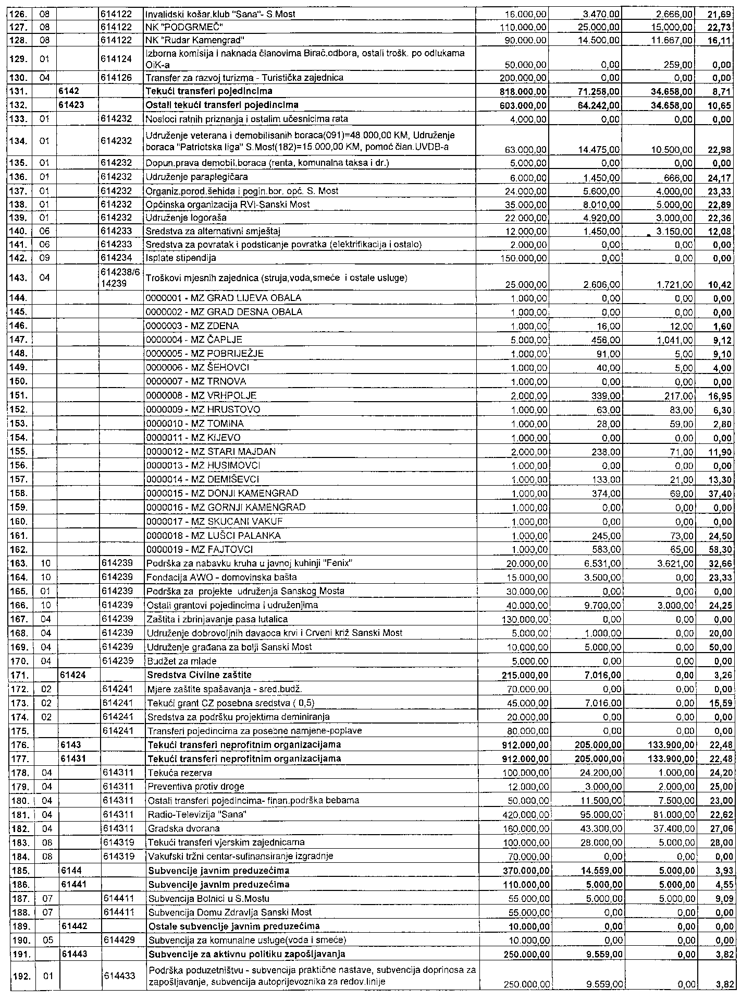 126. 08 614122 Invalidski košar.klub "Sana"- S.Most 16.000,00 3.470,00 2.666,00 21,69
127. 08 614122 NK "PODGRMEČ" 110.000,00 25.000,00 15.000,00 22,73
128. 08 614122 NK "Rudar Kamengrad" 90.000,00 14.500,00 11.667,00 16,11
129. 01 614124 Izborna komisija i naknada članovima Birač.odbora, ostali trošk. po odlukama
OiK-a 50.000,00 0,00 259,00 0,00
130. 04 614126 Transfer za razvoj turizma - Turistička zajednica 200.000,00 0,00 0,00 0,00
131. 6142 Tekući transferi pojedincima 818.000,00 71.258,00 34.658,00 8,71
132. 61423 Ostali tekući transferi pojedincima 603.000,00 64.242,00 34.658,00 10,65
133. 01 614232 Nosioci ratnih priznanja i ostalim učesnicima rata 4.000,00 0,00 0,00 0,00
134. 01 614232 Udruženje veterana i demobilisanih boraca(091)=48.000,00 KM, Udruženje
boraca "Patriotska liga" S.Most(182)=15.000,00 KM, pomoć član.UVDB-a 63.000,00 14.475,00 10.500,00 22,98
135. 01 614232 Dopun.prava demobil.boraca (renta, komunalna taksa i dr.) 5.000,00 0,00 0,00 0,00
136. 01 614232 Udruženje paraplegičara 6.000,00 1.450,00 666,00 24,17
137. 01 614232 Organiz.porod.šehida i pogin.bor. opć. S. Most 24.000,00 5.600,00 4.000,00 23,33
138. 01 614232 Općinska organizacija RVI-Sanski Most 35.000,00 8.010,00 5.000,00 22,89
139. 01 614232 Udruženje logoraša 22.000,00 4.920,00 3.000,00 22,36
140. 06 614233 Sredstva za alternativni smještaj 12.000,00 1.450,00 3.150,00 12,08
141. 06 614233 Sredstva za povratak i podsticanje povratka (elektrifikacija i ostalo) 2.000,00 0,00 0,00 0,00
142. 09 614234 Isplate stipendija 150.000,00 0,00 0,00 0,00
143. 04 614238/6
14239 Troškovi mjesnih zajednica (struja,voda,smeće i ostale usluge) 25.000,00 2.606,00 1.721,00 10,42
144. 0000001 - MZ GRAD LIJEVA OBALA 1.000,00 0,00 0,00 0,00
145. 0000002 - MZ GRAD DESNA OBALA 1.000,00 0,00 0,00 0,00
146. 0000003 - MZ ZDENA 1.000,00 16,00 12,00 1,60
147. 0000004 - MZ ČAPLJE 5.000,00 456,00 1.041,00 9,12
148. 0000005 - MZ POBRIJEŽJE 1.000,00 91,00 5,00 9,10
149. 0000006 - MZ ŠEHOVCI 1.000,00 40,00 5,00 4,00
150. 0000007 - MZ TRNOVA 1.000,00 0,00 0,00 0,00
151. 0000008 - MZ VRHPOLJE 2.000,00 339,00 217,00 16,95
152. 0000009 - MZ HRUSTOVO 1.000,00 63,00 83,00 6,30
153. 0000010 - MZ TOMINA 1.000,00 28,00 59,00 2,80
154. 0000011 - MZ KIJEVO 1.000,00 0,00 0,00 0,00
155. 0000012 - MZ STARI MAJDAN 2.000,00 238,00 71,00 11,90
156. 0000013 - MZ HUSIMOVCI 1.000,00 0,00 0,00 0,00
157. 0000014 - MZ DEMIŠEVCI 1.000,00 133,00 21,00 13,30
158. 0000015 - MZ DONJI KAMENGRAD 1.000,00 374,00 69,00 37,40
159. 0000016 - MZ GORNJI KAMENGRAD 1.000,00 0,00 0,00 0,00
160. 0000017 - MZ SKUCANI VAKUF 1.000,00 0,00 0,00 0,00
161. 0000018 - MZ LUŠCI PALANKA 1.000,00 245,00 73,00 24,50
162. 0000019 - MZ FAJTOVCI 1.000,00 583,00 65,00 58,30
163. 10 614239 Podrška za nabavku kruha u javnoj kuhinji "Fenix" 20.000,00 6.531,00 3.621,00 32,66
164. 10 614239 Fondacija AWO - domovinska bašta 15.000,00 3.500,00 0,00 23,33
165. 01 614239 Podrška za projekte udruženja Sanskog Mosta 30.000,00 0,00 0,00 0,00
166. 10 614239 Ostali grantovi pojedincima i udruženjima 40.000,00 9.700,00 3.000,00 24,25
167. 04 614239 Zaštita i zbrinjavanje pasa lutalica 130.000,00 0,00 0,00 0,00
168. 04 614239 Udruženje dobrovoljnih davaoca krvi i Crveni križ Sanski Most 5.000,00 1.000,00 0,00 20,00
169. 04 614239 Udruženje građana za bolji Sanski Most 10.000,00 5.000,00 0,00 50,00
170. 04 614239 Budžet za mlade 5.000,00 0,00 0,00 0,00
171. 61424 Sredstva Civilne zaštite 215.000,00 7.016,00 0,00 3,26
172. 02 614241 Mjere zaštite spašavanja - sred.budž. 70.000,00 0,00 0,00 0,00
173. 02 614241 Tekući grant CZ posebna sredstva ( 0,5) 45.000,00 7.016,00 0,00 15,59
174. 02 614241 Sredstva za podršku projektima deminiranja 20.000,00 0,00 0,00 0,00
175. 614241 Transferi pojedincima za posebne namjene-poplave 80.000,00 0,00 0,00 0,00
176. 6143 Tekući transferi neprofitnim organizacijama 912.000,00 205.000,00 133.900,00 22,48
177. 61431 Tekući transferi neprofitnim organizacijama 912.000,00 205.000,00 133.900,00 22,48
178. 04 614311 Tekuća rezerva 100.000,00 24.200,00 1.000,00 24,20
179. 04 614311 Preventiva protiv droge 12.000,00 3.000,00 2.000,00 25,00
180. 04 614311 Ostali transferi pojedincima- finan.podrška bebama 50.000,00 11.500,00 7.500,00 23,00
181. 04 614311 Radio-Televizija "Sana" 420.000,00 95.000,00 81.000,00 22,62
182. 04 614311 Gradska dvorana 160.000,00 43.300,00 37.400,00 27,06
183. 08 614319 Tekući transferi vjerskim zajednicama 100.000,00 28.000,00 5.000,00 28,00
184. 08 614319 Vakufski tržni centar-sufinansiranje izgradnje 70.000,00 0,00 0,00 0,00
185. 6144 Subvencije javnim preduzećima 370.000,00 14.559,00 5.000,00 3,93
186. 61441 Subvencije javnim preduzećima 110.000,00 5.000,00 5.000,00 4,55
187. 07 614411 Subvencija Bolnici u S.Mostu 55.000,00 5.000,00 5.000,00 9,09
188. 07 614411 Subvencija Domu Zdravlja Sanski Most 55.000,00 0,00 0,00 0,00
189. 61442 Ostale subvencije javnim preduzećima 10.000,00 0,00 0,00 0,00
190. 05 614429 Subvencija za komunalne usluge(voda i smeće) 10.000,00 0,00 0,00 0,00
191. 61443 Subvencije za aktivnu politiku zapošljavanja 250.000,00 9.559,00 0,00 3,82
192. 01 614433 Podrška poduzetništvu - subvencija praktične nastave, subvencija doprinosa za
zapošljavanje, subvencija autoprijevoznika za redov.linije 250.000,00 9.559,00 0,00 3,82